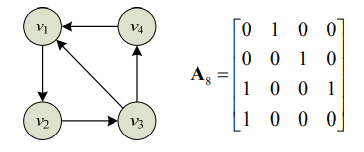 v1 v4
v2 v3
A8 = [0 1 0 0
0 0 1 0
1 0 0 1
1 0 0 0]